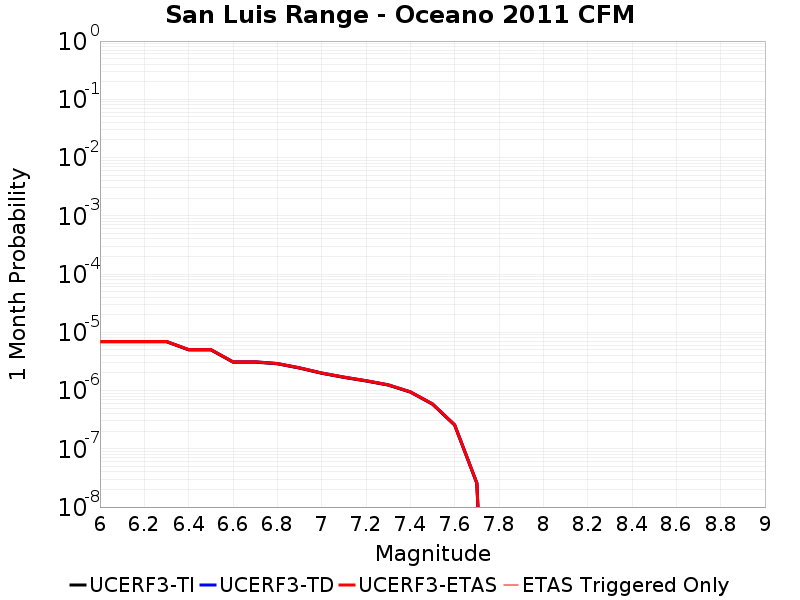 San Luis Range - Oceano 2011 CFM
1 Month Probability
10^0
10^-1
10^-2
10^-3
10^-4
10^-5
10^-6
10^-7
10^-8
6 6.2 6.4 6.6 6.8 7 7.2 7.4 7.6 7.8 8 8.2 8.4 8.6 8.8 9
Magnitude
UCERF3-TI UCERF3-TD UCERF3-ETAS ETAS Triggered Only